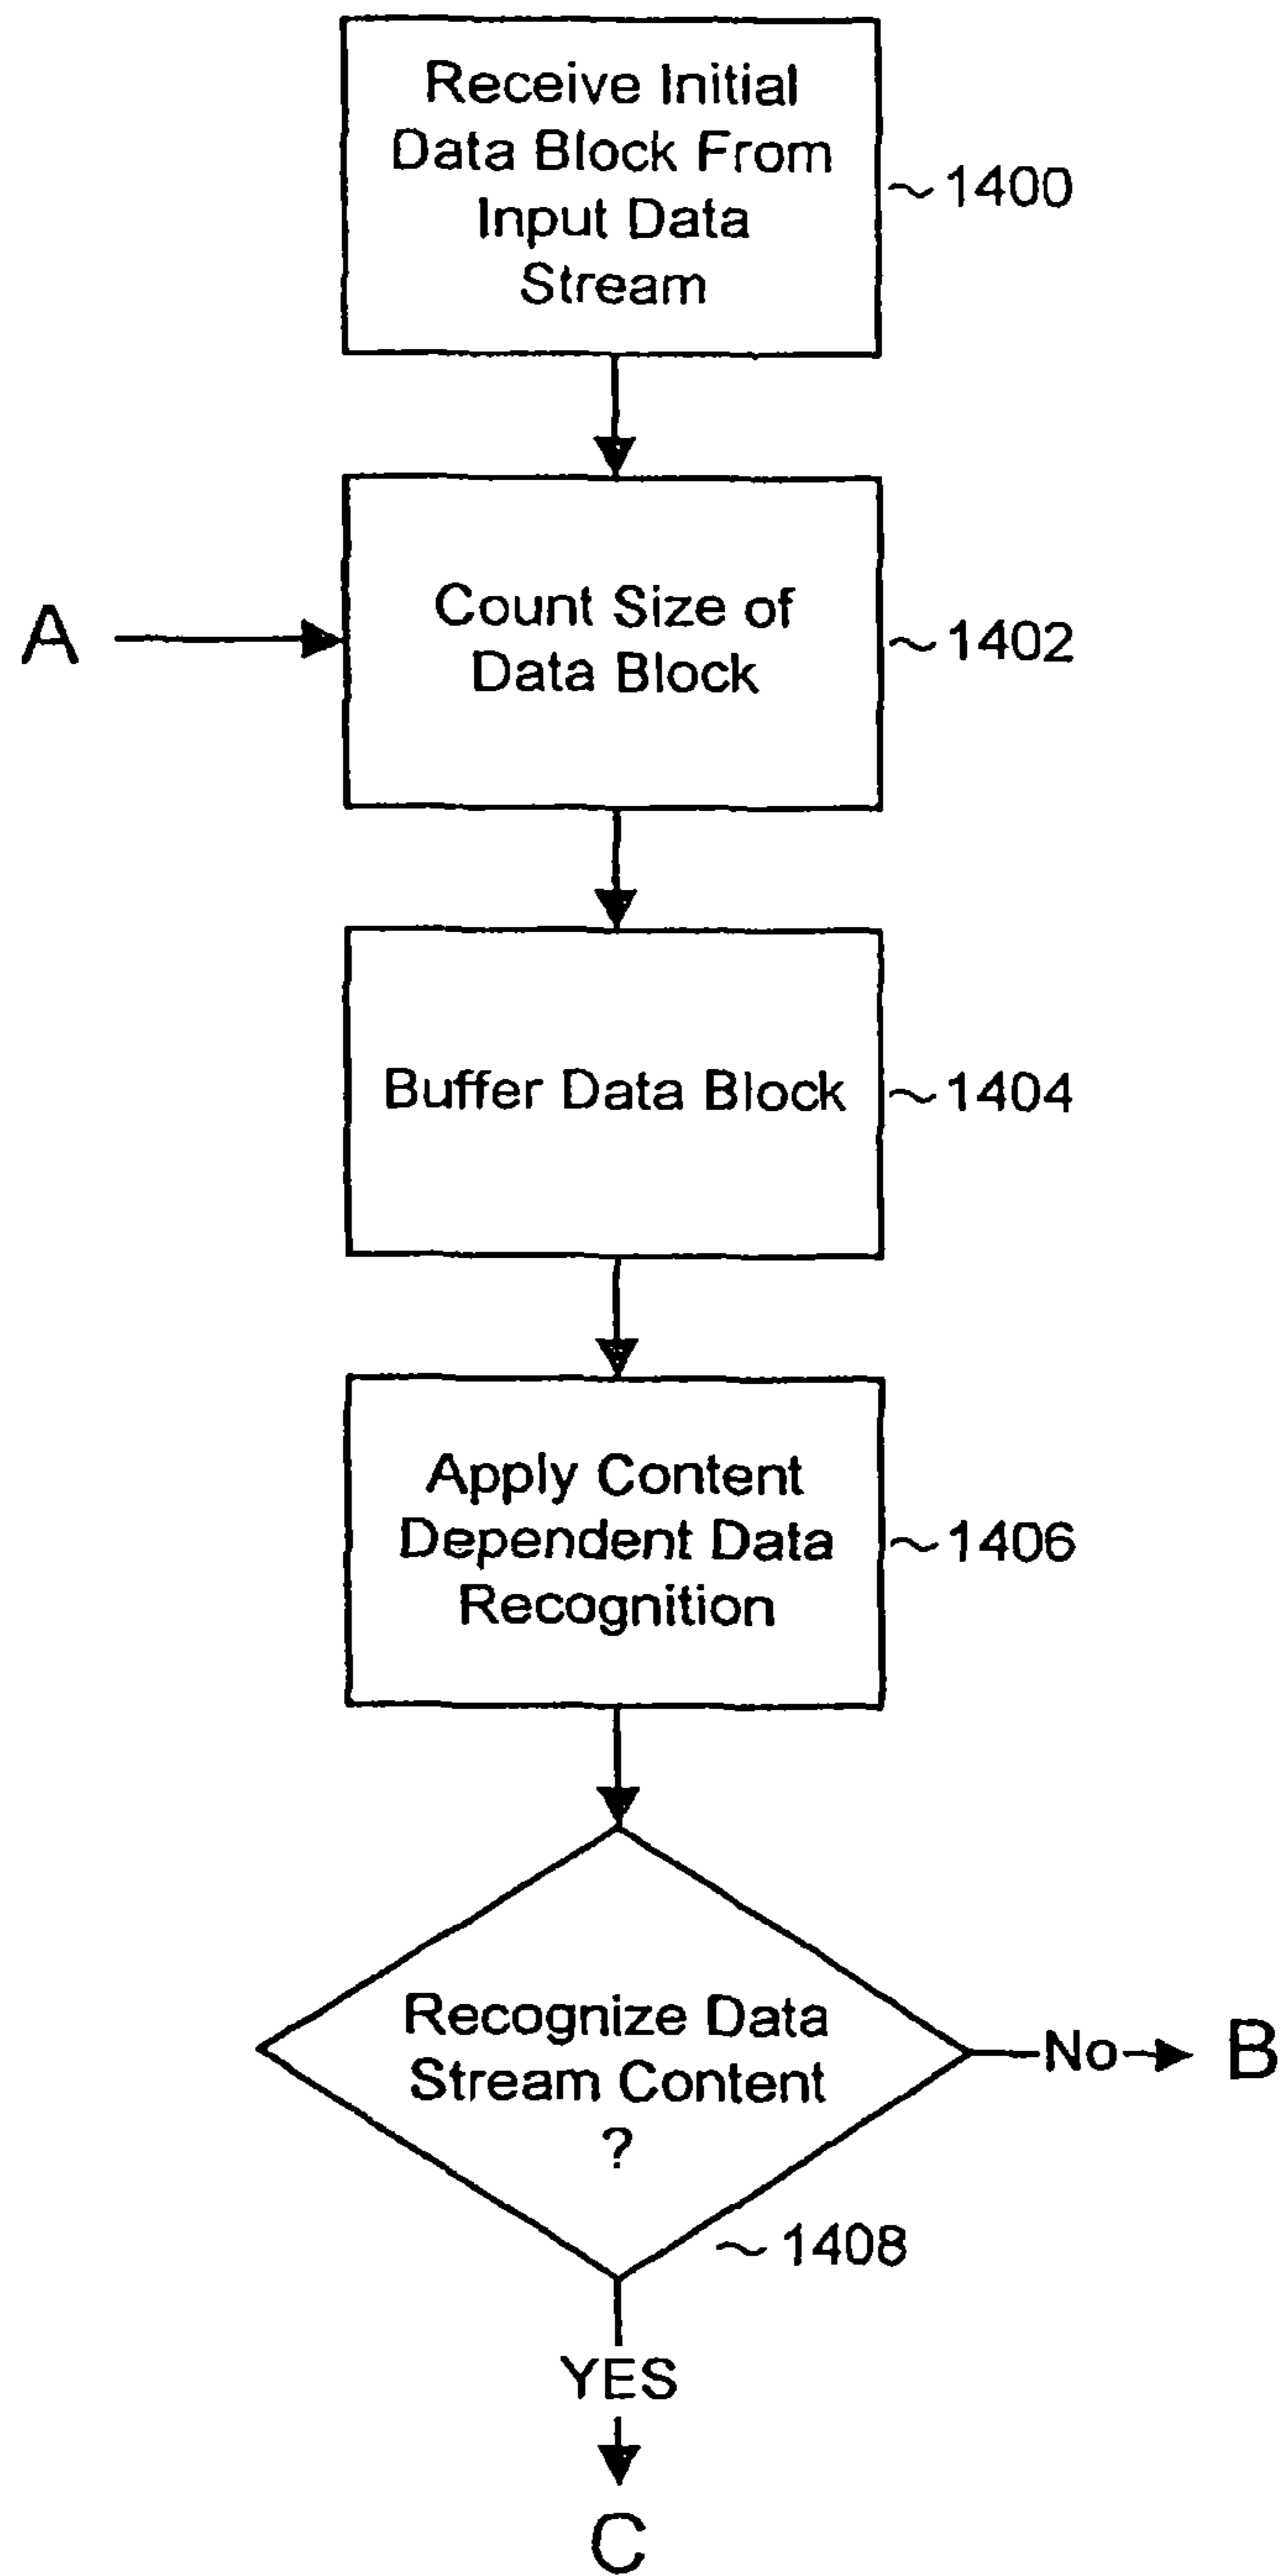 Receive Initial
Data Block From
Input Data
Stream
~1400
A
Count Size of
Data Block
~1402
Buffer Data Block
~1404
Apply Content
Dependent Data
Recognition
~1406
Recognize Data
Stream Content
?
No
B
~1408
YES
C